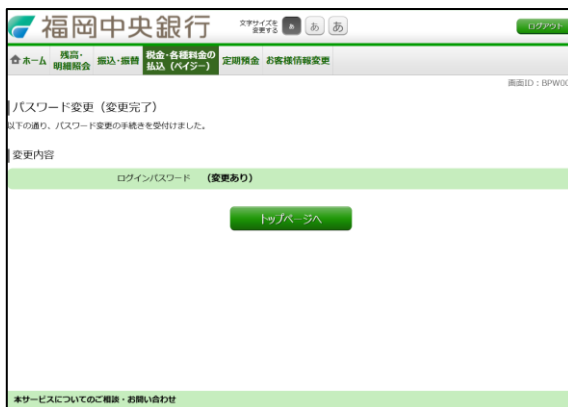 福岡中央銀行
文字サイズを
変更する
あ あ あ
ログアウト
ホーム
残高・
明細照会
振込・振替
税金・各種料金の
払込（ペイジー）
定期預金
お客様情報変更
画面ID：BPW00
パスワード変更（変更完了）
以下の通り、パスワード変更の手続きを受付けました。
変更内容
ログインパスワード （変更あり）
トップページへ
本サービスについてのご相談・お問い合わせ